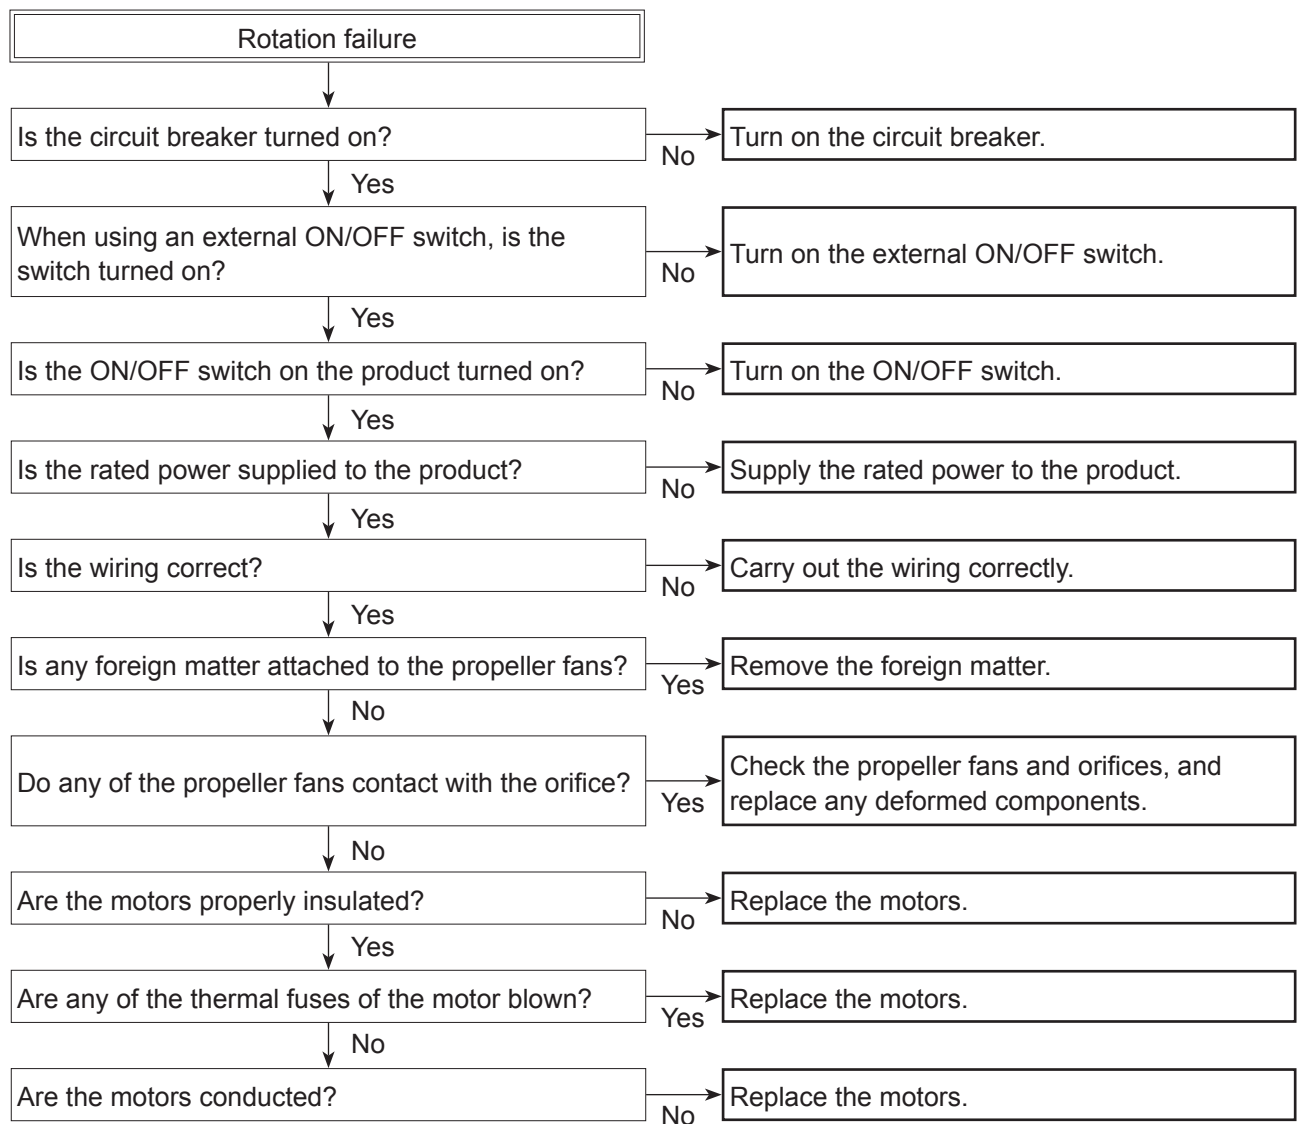 Rotation failure
Is the circuit breaker turned on?
No
Turn on the circuit breaker.
Yes
When using an external ON/OFF switch, is the
switch turned on?
No
Turn on the external ON/OFF switch.
Yes
Is the ON/OFF switch on the product turned on?
No
Turn on the ON/OFF switch.
Yes
Is the rated power supplied to the product?
No
Supply the rated power to the product.
Yes
Is the wiring correct?
No
Carry out the wiring correctly.
Yes
Is any foreign matter attached to the propeller fans?
Yes
Remove the foreign matter.
No
Do any of the propeller fans contact with the orifice?
Yes
Check the propeller fans and orifices, and
replace any deformed components.
No
Are the motors properly insulated?
No
Replace the motors.
Yes
Are any of the thermal fuses of the motor blown?
Yes
Replace the motors.
No
Are the motors conducted?
No
Replace the motors.